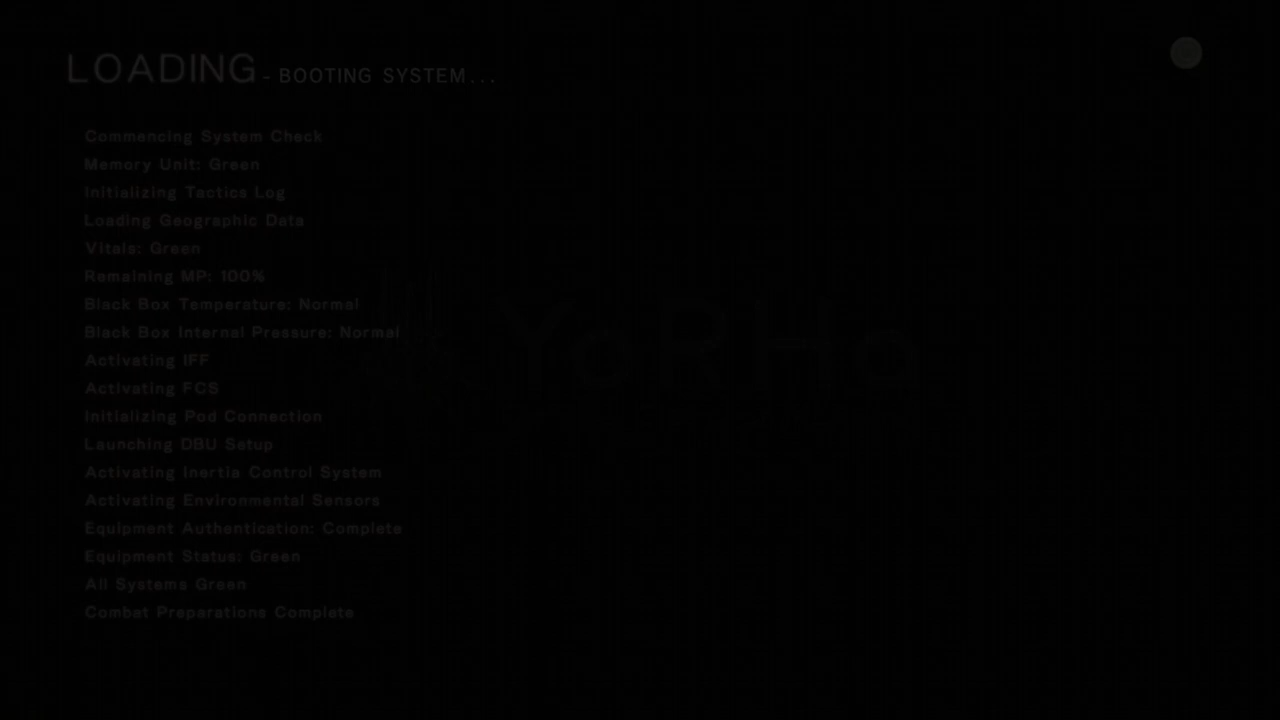 LOADING - BOOTING SYSTEM...
Commencing System Check
Memory Unit: Green
Initializing Tactics Log
Loading Geographic Data
Vitals: Green
Remaining MP: 100%
Black Box Temperature: Normal
Black Box Internal Pressure: Normal
Activating IFF
Activating FCS
Initializing Pod Connection
Launching DBU Setup
Activating Inertia Control System
Activating Environmental Sensors
Equipment Authentication: Complete
Equipment Status: Green
All Systems Green
Combat Preparations Complete
YoRHa